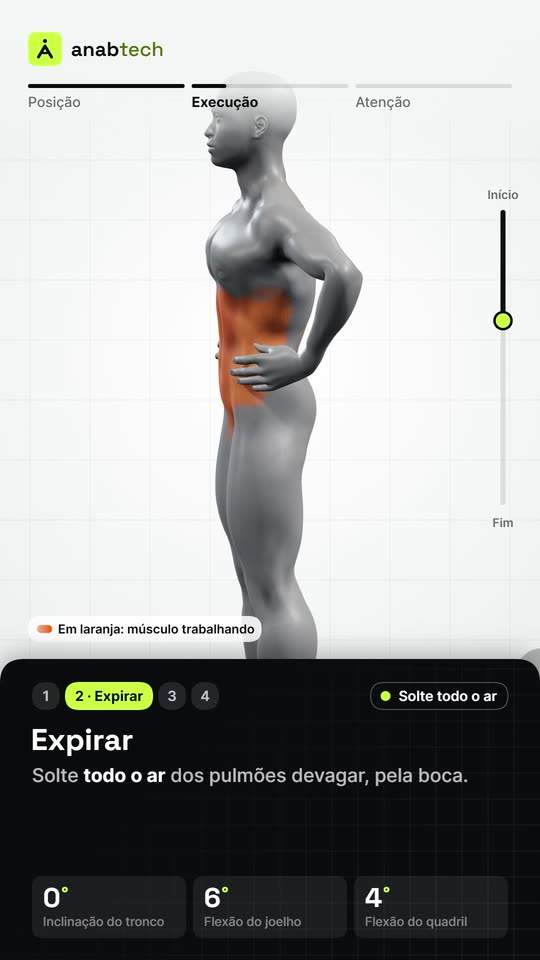 anabtech
Posição
Execução
Atenção
Início
Fim
Em laranja: músculo trabalhando
1
2 · Expirar
3
4
Solte todo o ar
Expirar
Solte todo o ar dos pulmões devagar, pela boca.
0°
Inclinação do tronco
6°
Flexão do joelho
4°
Flexão do quadril